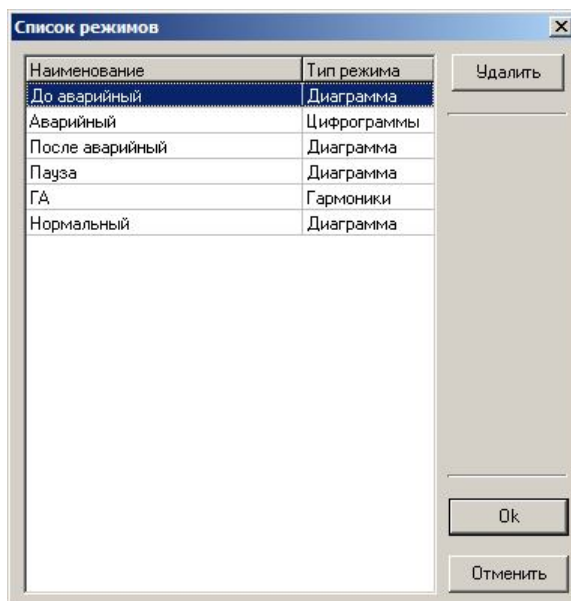 Список режимов
Наименование Тип режима Удалить
До аварийный Диаграмма
Аварийный Цифрограммы
После аварийный Диаграмма
Пауза Диаграмма
ГА Гармоники
Нормальный Диаграмма
Ok
Отменить